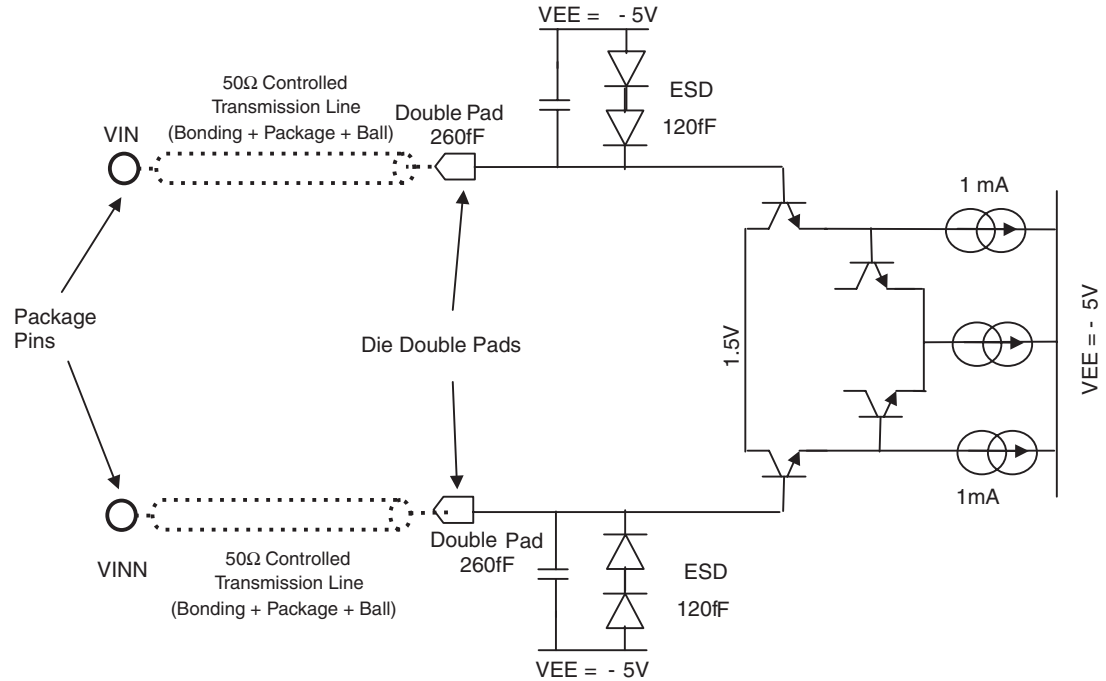 VEE = - 5V
50Ω Controlled
Transmission Line
(Bonding + Package + Ball)
Double Pad
260fF
ESD
120fF
VIN
1 mA
Package
Pins
Die Double Pads
1.5V
VEE = - 5V
1mA
VINN
50Ω Controlled
Transmission Line
(Bonding + Package + Ball)
Double Pad
260fF
ESD
120fF
VEE = - 5V